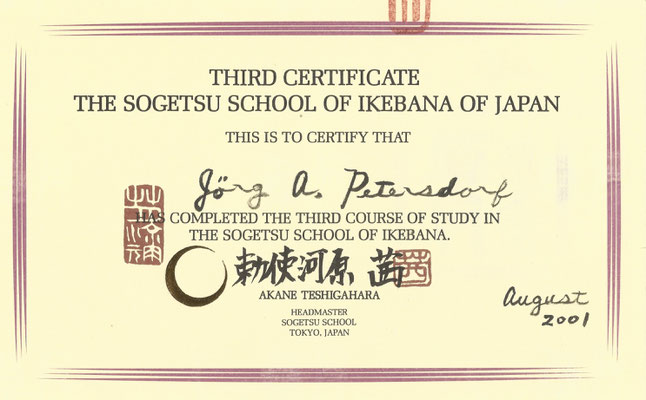 THIRD CERTIFICATE
THE SOGETSU SCHOOL OF IKEBANA OF JAPAN
THIS IS TO CERTIFY THAT
Jörg A. Petersdorf
HAS COMPLETED THE THIRD COURSE OF STUDY IN
THE SOGETSU SCHOOL OF IKEBANA.
勅使河原 茜 茜
AKANE TESHIGAHARA
HEADMASTER
SOGETSU SCHOOL
TOKYO, JAPAN
August
2001